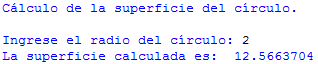 Cálculo de la superficie del círculo.
Ingrese el radio del círculo: 2
La superficie calculada es:  12.5663704